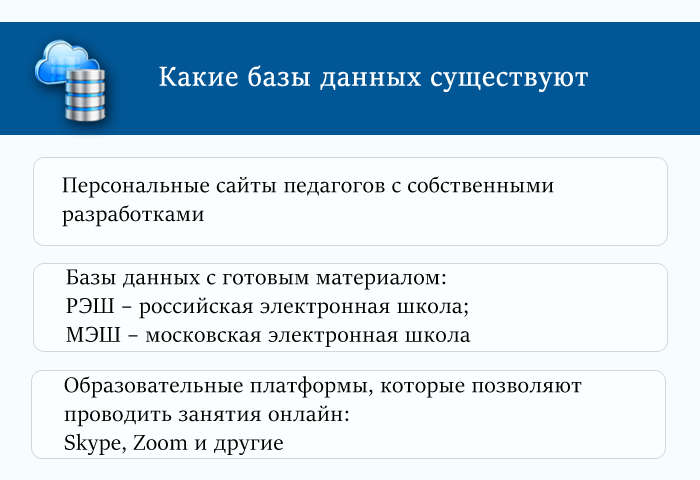 Какие базы данных существуют
Персональные сайты педагогов с собственными
разработками
Базы данных с готовым материалом:
РЭШ – российская электронная школа;
МЭШ – московская электронная школа
Образовательные платформы, которые позволяют
проводить занятия онлайн:
Skype, Zoom и другие